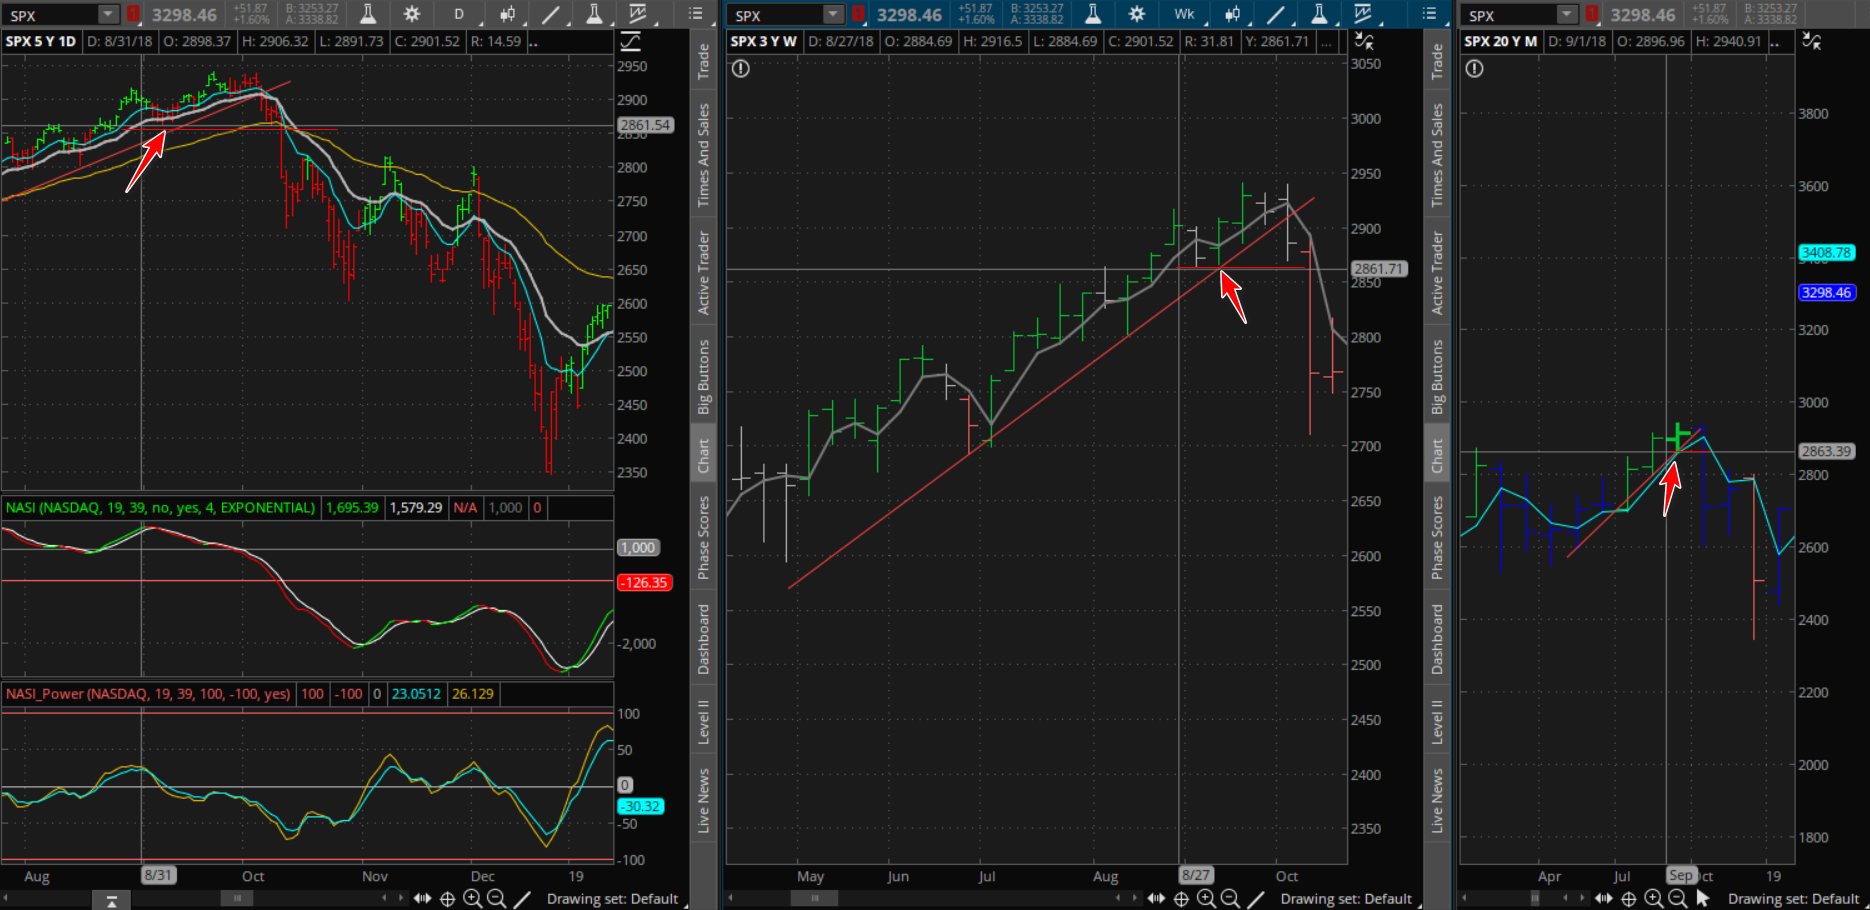 SPX 1 3298.46 +51.87 +1.60% B: 3253.27 A: 3338.82 D
SPX 5 Y 1D D: 8/31/18 O: 2898.37 H: 2906.32 L: 2891.73 C: 2901.52 R: 14.59 ..
2950
2900
2861.54
2800
2750
2700
2650
2600
2550
2500
2450
2400
2350
NASI (NASDAQ, 19, 39, no, yes, 4, EXPONENTIAL) 1,695.39 1,579.29 N/A 1,000 0
1,000
-126.35
-2,000
NASI_Power (NASDAQ, 19, 39, 100, -100, yes) 100 -100 0 23.0512 26.129
100
50
0
-30.32
-50
-100
Aug 8/31 Oct Nov Dec 19
Drawing set: Default
Trade
Times And Sales
Active Trader
Big Buttons
Chart
Phase Scores
Dashboard
Level II
Live News
SPX 1 3298.46 +51.87 +1.60% B: 3253.27 A: 3338.82 Wk
SPX 3 Y W D: 8/27/18 O: 2884.69 H: 2916.5 L: 2884.69 C: 2901.52 R: 31.81 Y: 2861.71 ...
3050
3000
2950
2900
2861.71
2850
2800
2750
2700
2650
2600
2550
2500
2450
2400
2350
May Jun Jul Aug 8/27 Oct
Drawing set: Default
Trade
Times And Sales
Active Trader
Big Buttons
Chart
Phase Scores
Dashboard
Level II
Live News
SPX 1 3298.46 +51.87 +1.60% B: 3253.27 A: 3338.82
SPX 20 Y M D: 9/1/18 O: 2896.96 H: 2940.91 ..
3800
3600
3408.78
3298.46
3200
3000
2863.39
2800
2600
2400
2200
2000
1800
Apr Jul Sep 19
Drawing set: Default